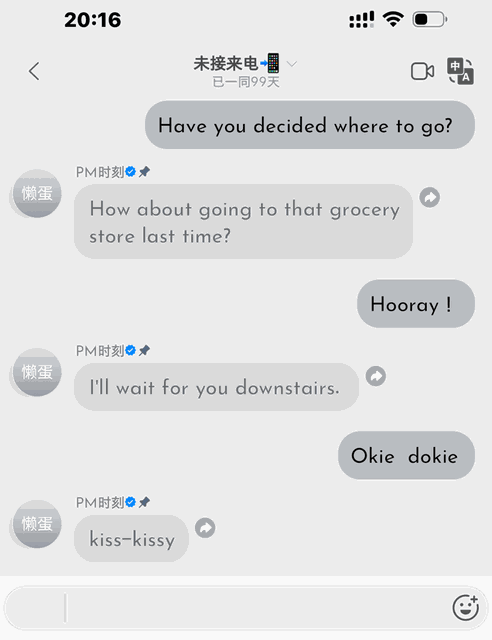 20:16
未接来电📲
已一同99天
中
A
Have you decided where to go?
PM时刻
懒蛋
How about going to that grocery
store last time?
Hooray !
PM时刻
懒蛋
I'll wait for you downstairs.
Okie dokie
PM时刻
懒蛋
kiss-kissy